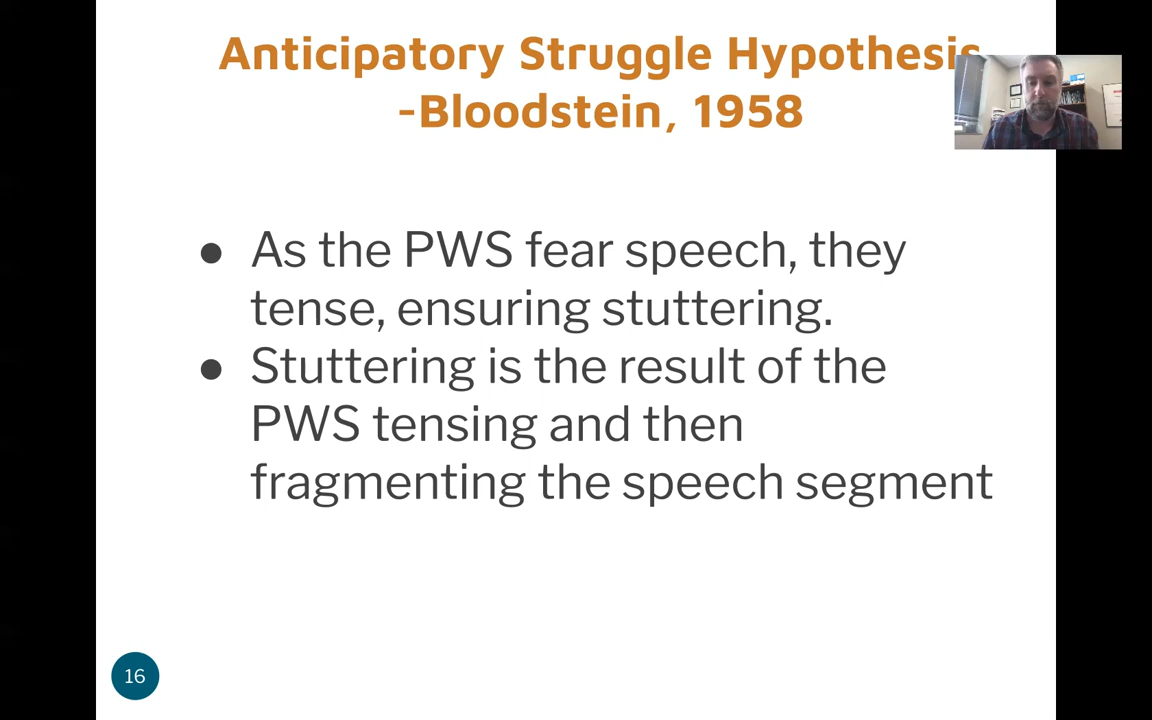 Anticipatory Struggle Hypothesis
-Bloodstein, 1958
● As the PWS fear speech, they
tense, ensuring stuttering.
● Stuttering is the result of the
PWS tensing and then
fragmenting the speech segment
16